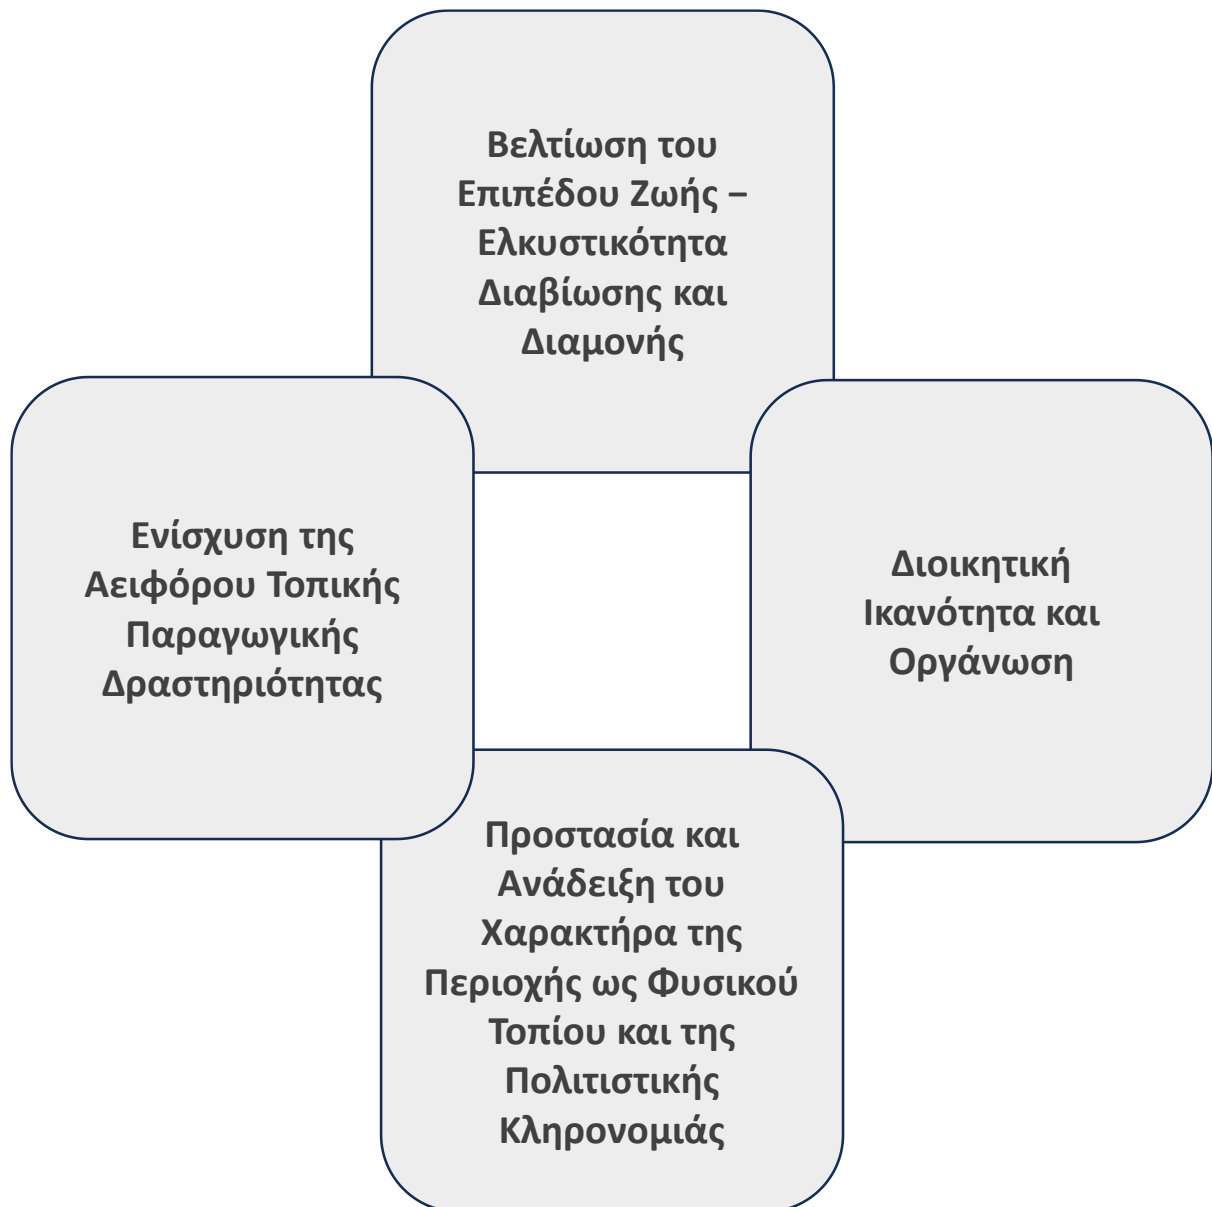 Βελτίωση του
Επιπέδου Ζωής –
Ελκυστικότητα
Διαβίωσης και
Διαμονής
Ενίσχυση της
Αειφόρου Τοπικής
Παραγωγικής
Δραστηριότητας
Διοικητική
Ικανότητα και
Οργάνωση
Προστασία και
Ανάδειξη του
Χαρακτήρα της
Περιοχής ως Φυσικού
Τοπίου και της
Πολιτιστικής
Κληρονομιάς